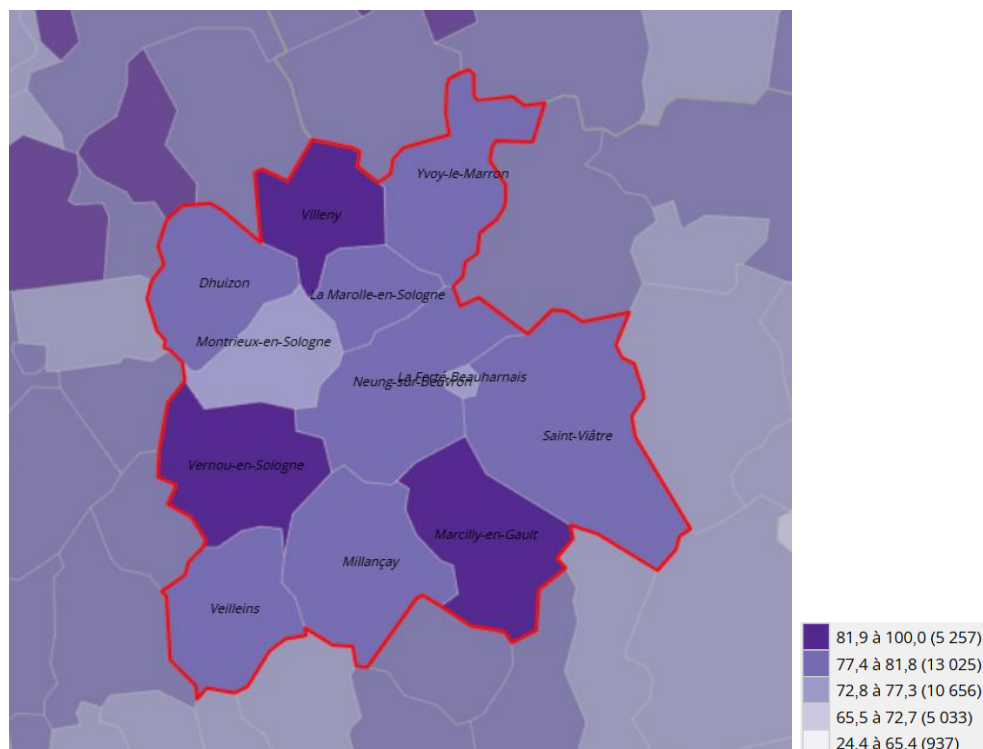 Yvoy-le-Marron
Villeny
Dhuizon
La Marolle-en-Sologne
Montrieux-en-Sologne
La Ferté-Beauharnais
Neung-sur-Beuvron
Saint-Viâtre
Vernou-en-Sologne
Marcilly-en-Gault
Millançay
Veilleins
81,9 à 100,0 (5 257)
77,4 à 81,8 (13 025)
72,8 à 77,3 (10 656)
65,5 à 72,7 (5 033)
24,4 à 65,4 (937)